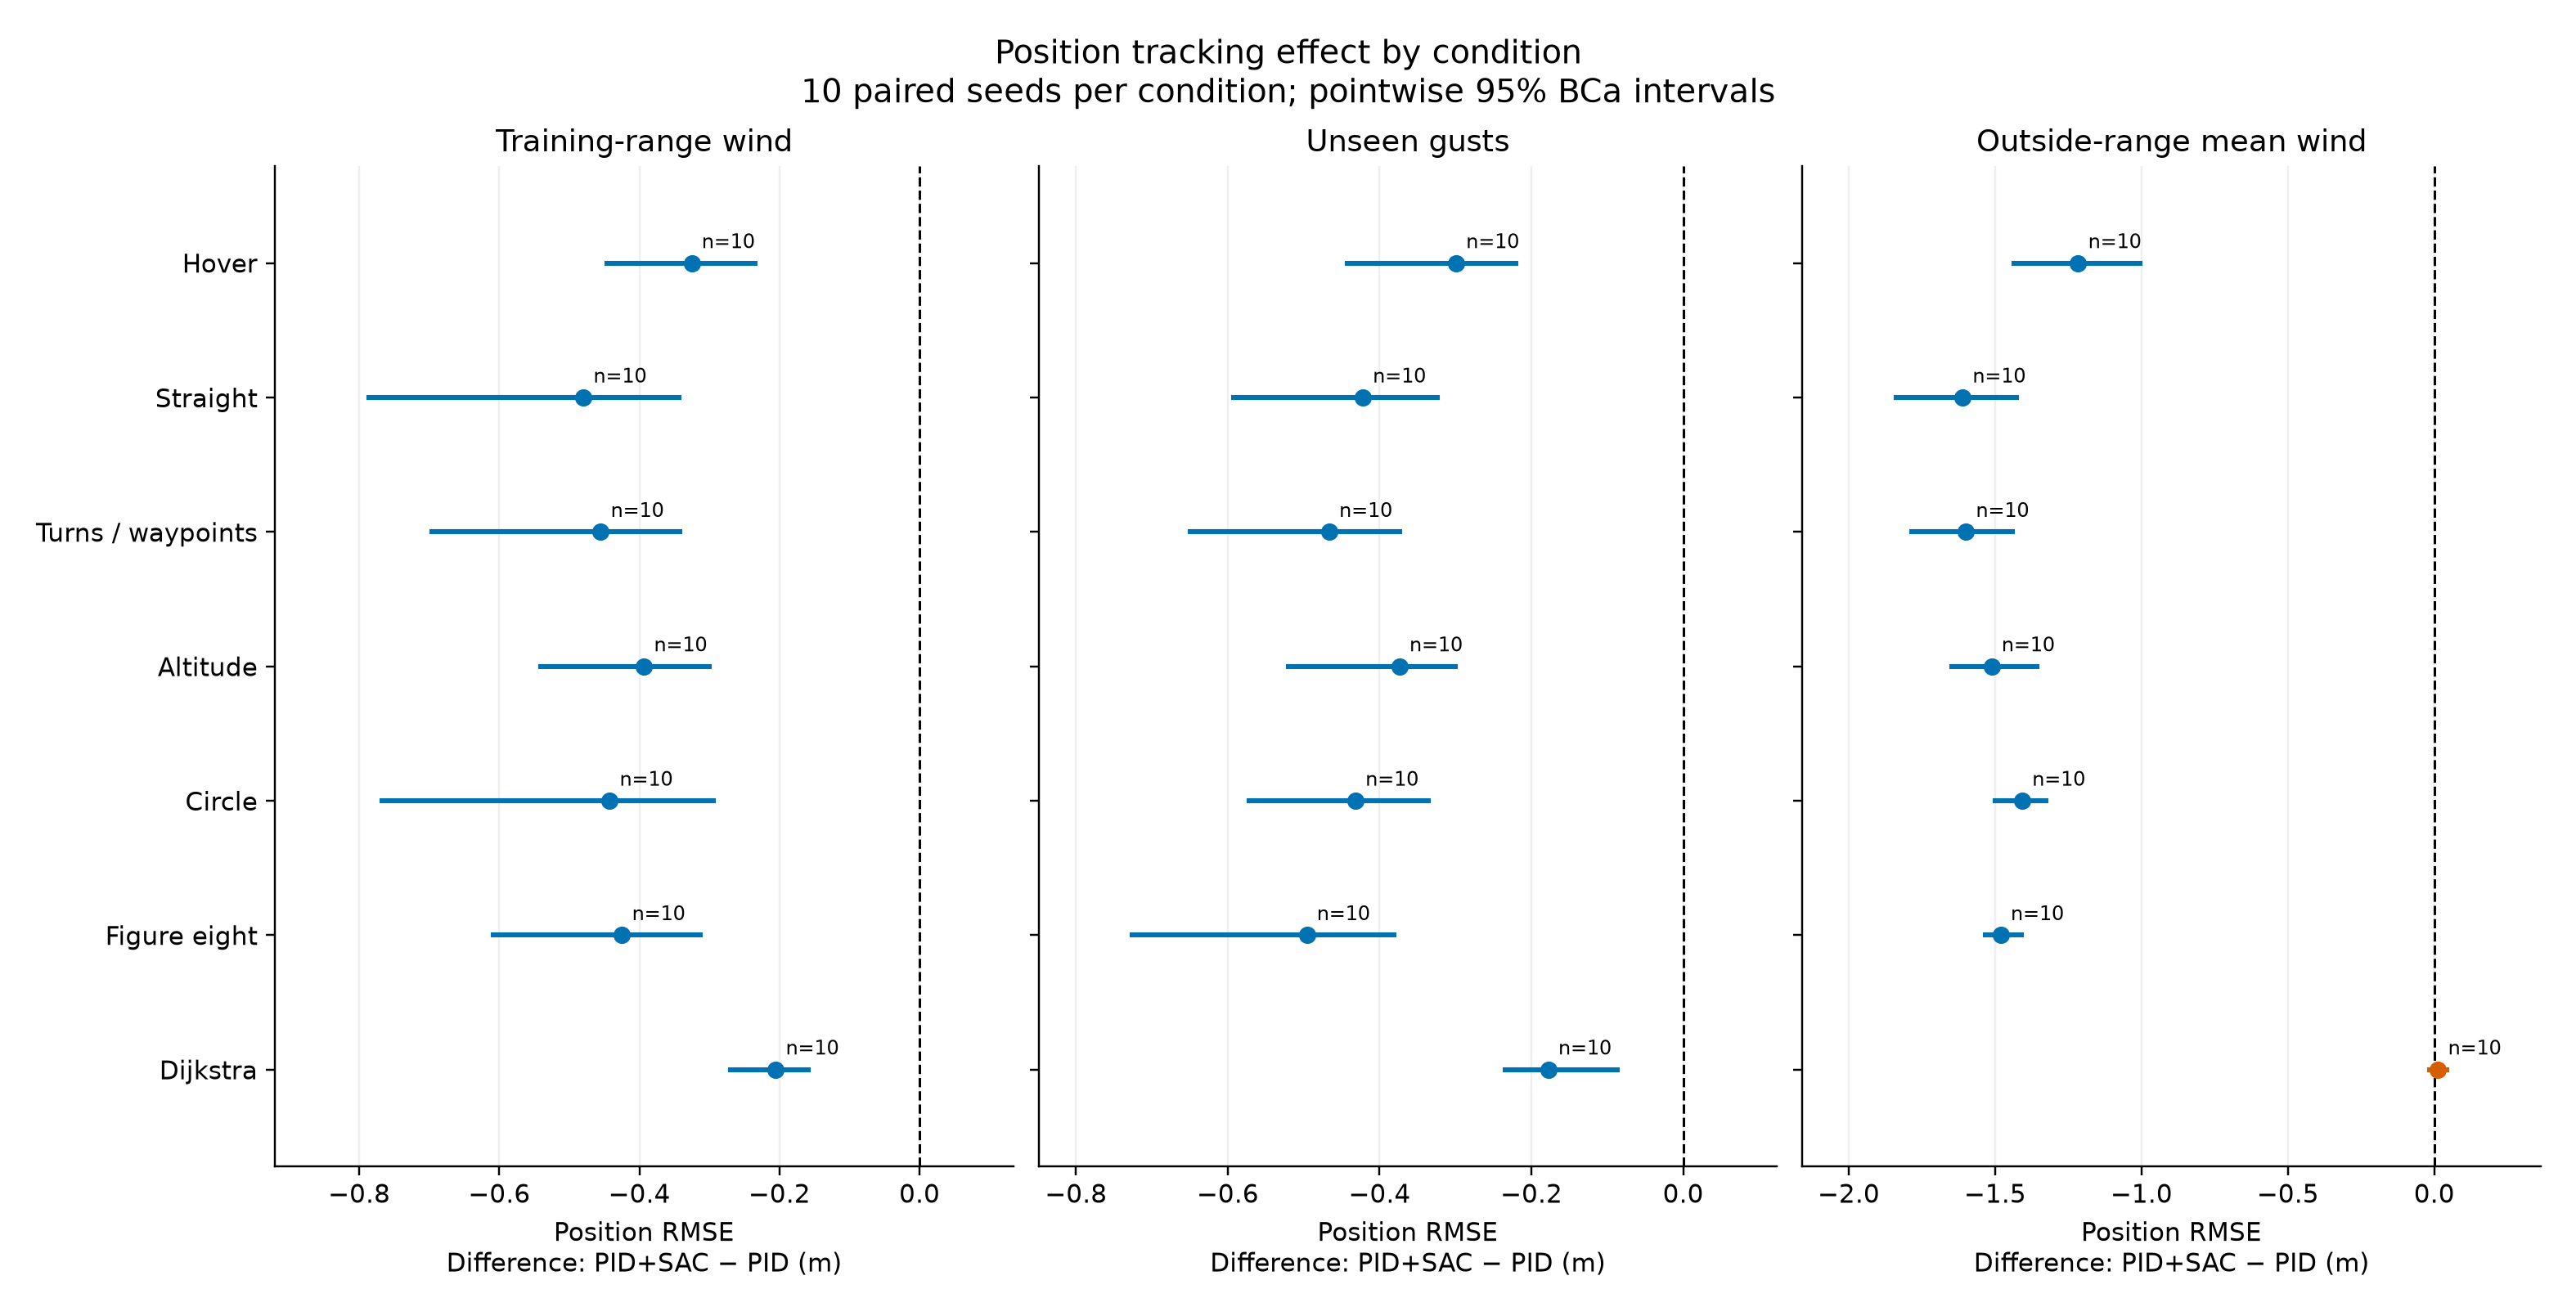 Position tracking effect by condition
10 paired seeds per condition; pointwise 95% BCa intervals
Training-range wind
Unseen gusts
Outside-range mean wind
Hover
n=10
n=10
n=10
Straight
n=10
n=10
n=10
Turns / waypoints
n=10
n=10
n=10
Altitude
n=10
n=10
n=10
Circle
n=10
n=10
n=10
Figure eight
n=10
n=10
n=10
Dijkstra
n=10
n=10
n=10
−0.8 −0.6 −0.4 −0.2 0.0
−0.8 −0.6 −0.4 −0.2 0.0
−2.0 −1.5 −1.0 −0.5 0.0
Position RMSE
Difference: PID+SAC − PID (m)
Position RMSE
Difference: PID+SAC − PID (m)
Position RMSE
Difference: PID+SAC − PID (m)